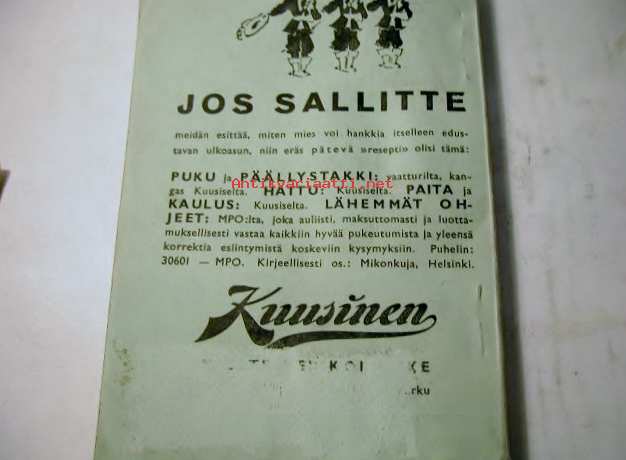 JOS SALLITTE
meidän esittää, miten mies voi hankkia itselleen edus-
tavan ulkoasun, niin eräs pätevä »resepti» olisi tämä:
PUKU ja PÄÄLLYSTAKKI: vaatturilta, kan-
gas Kuusiselta. HATTU: Kuusiselta. PAITA ja
KAULUS: Kuusiselta. LÄHEMMÄT OH-
JEET: MPO:lta, joka auliisti, maksuttomasti ja luotta-
muksellisesti vastaa kaikkiin hyvää pukeutumista ja yleensä
korrektia esiintymistä koskeviin kysymyksiin. Puhelin:
30601 — MPO. Kirjeellisesti os.: Mikonkuja, Helsinki.
Antikvariaatti.net
Kuusinen